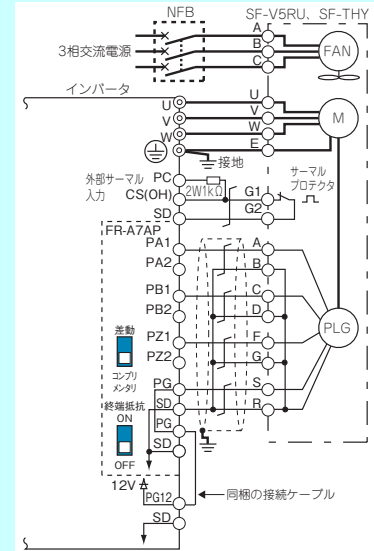 NFB
SF-V5RU、SF-THY
3相交流電源
A
B
C
FAN
インバータ
U
V
W
U
V
W
E
M
接地
外部サーマル
入力
PC
CS(OH)
SD
2W1kΩ
G1
G2
サーマル
プロテクタ
FR-A7AP
PA1
PA2
PB1
PB2
PZ1
PZ2
PG
SD
PG
SD
A
B
C
D
F
G
S
R
PLG
差動
コンプリ
メンタリ
終端抵抗
ON
OFF
12V
PG12
SD
同梱の接続ケーブル